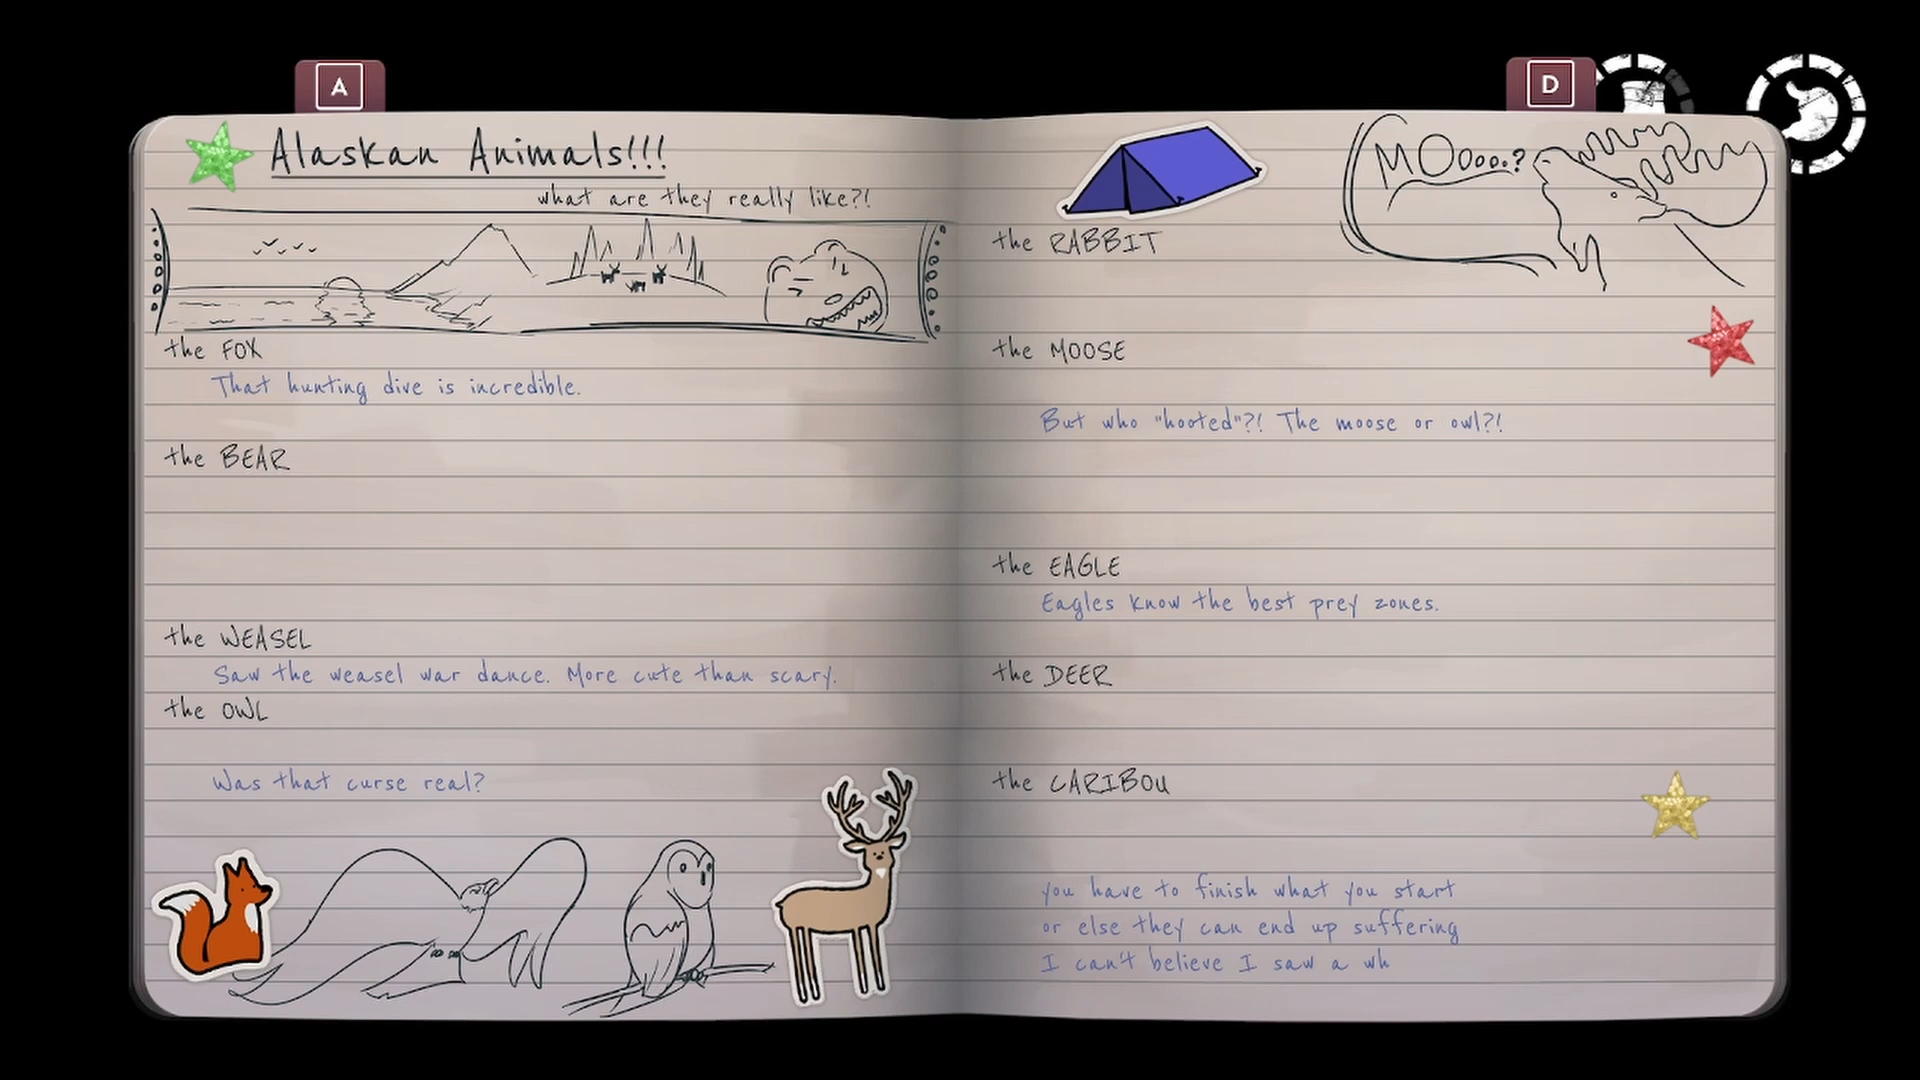 A
D
Alaskan Animals!!!
what are they really like?!
the FOX
That hunting dive is incredible.
the BEAR
the WEASEL
Saw the weasel war dance. More cute than scary.
the OWL
Was that curse real?
MOooo.?
the RABBIT
the MOOSE
But who "hooted"?! The moose or owl?!
the EAGLE
Eagles know the best prey zones.
the DEER
the CARIBOU
you have to finish what you start
or else they can end up suffering
I can't believe I saw a wh